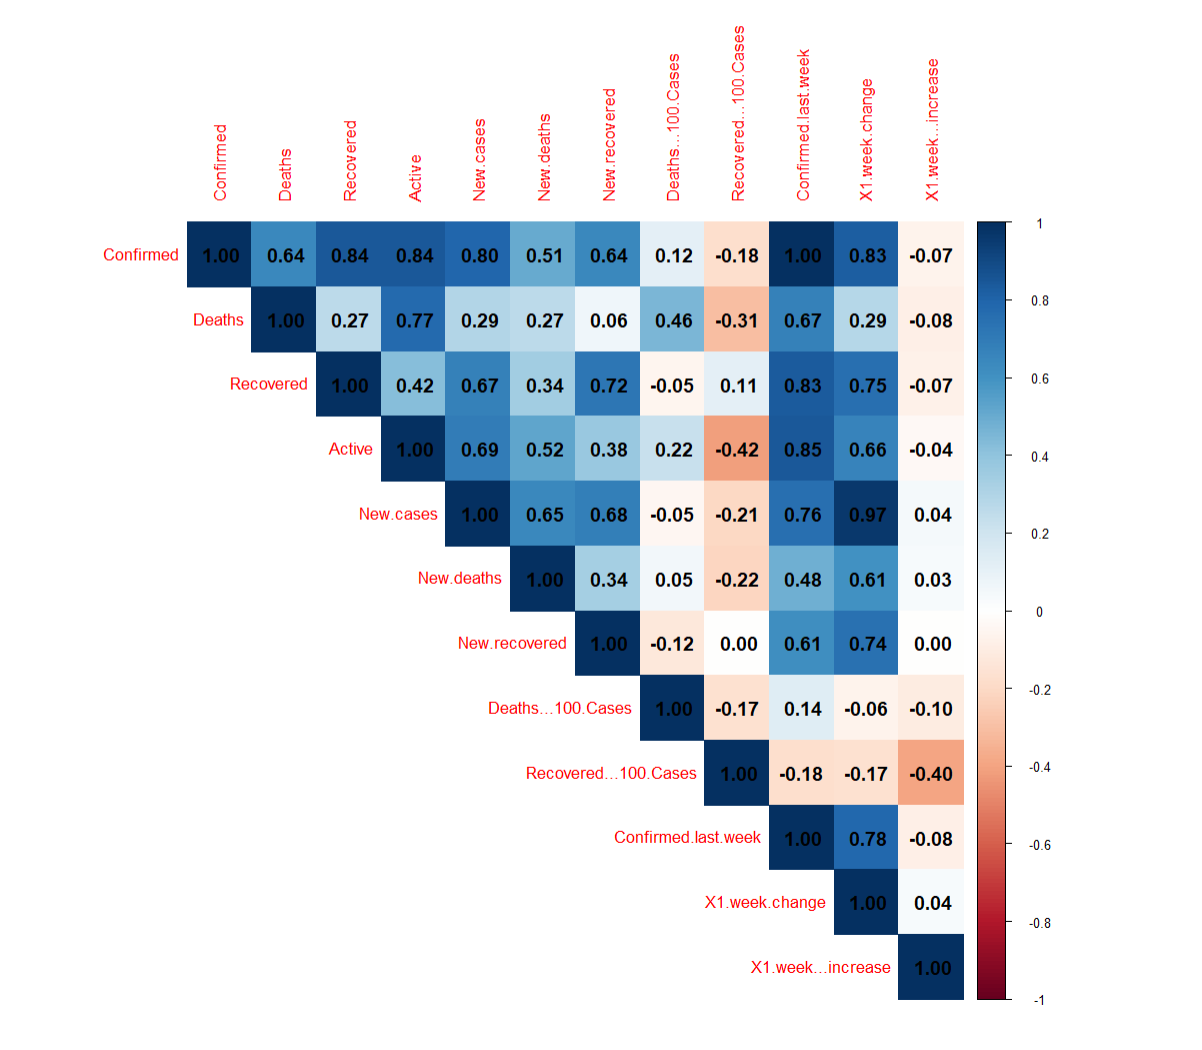 Confirmed
Deaths
Recovered
Active
New.cases
New.deaths
New.recovered
Deaths...100.Cases
Recovered...100.Cases
Confirmed.last.week
X1.week.change
X1.week...increase
Confirmed 1.00 0.64 0.84 0.84 0.80 0.51 0.64 0.12 -0.18 1.00 0.83 -0.07
Deaths 1.00 0.27 0.77 0.29 0.27 0.06 0.46 -0.31 0.67 0.29 -0.08
Recovered 1.00 0.42 0.67 0.34 0.72 -0.05 0.11 0.83 0.75 -0.07
Active 1.00 0.69 0.52 0.38 0.22 -0.42 0.85 0.66 -0.04
New.cases 1.00 0.65 0.68 -0.05 -0.21 0.76 0.97 0.04
New.deaths 1.00 0.34 0.05 -0.22 0.48 0.61 0.03
New.recovered 1.00 -0.12 0.00 0.61 0.74 0.00
Deaths...100.Cases 1.00 -0.17 0.14 -0.06 -0.10
Recovered...100.Cases 1.00 -0.18 -0.17 -0.40
Confirmed.last.week 1.00 0.78 -0.08
X1.week.change 1.00 0.04
X1.week...increase 1.00
1
0.8
0.6
0.4
0.2
0
-0.2
-0.4
-0.6
-0.8
-1